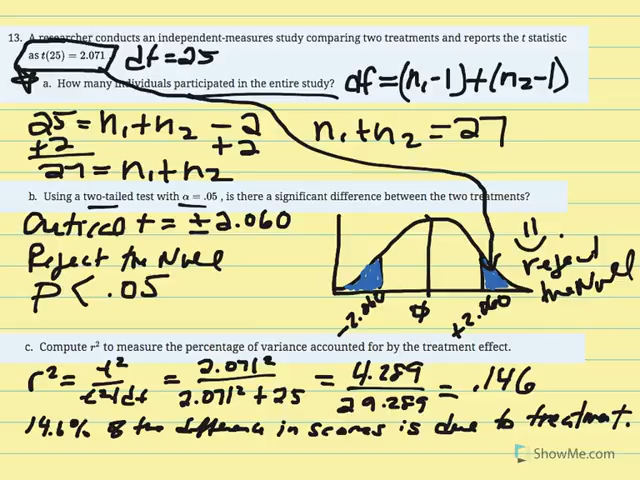 13. A researcher conducts an independent-measures study comparing two treatments and reports the t statistic
as t(25) = 2.071 df=25
a. How many individuals participated in the entire study? df=(n₁-1)+(n₂-1)
25=n₁+n₂-2 n₁+n₂=27
+2 +2
27=n₁+n₂
b. Using a two-tailed test with α = .05 , is there a significant difference between the two treatments?
t=±2.060
Reject the Null
P<.05
reject
the Null
-2.060 +2.060
c. Compute r² to measure the percentage of variance accounted for by the treatment effect.
r²= t²/t²+df = 2.071²/2.071²+25 = 4.289/29.289 = .146
14.6% of the difference in scores is due to treatment.
ShowMe.com